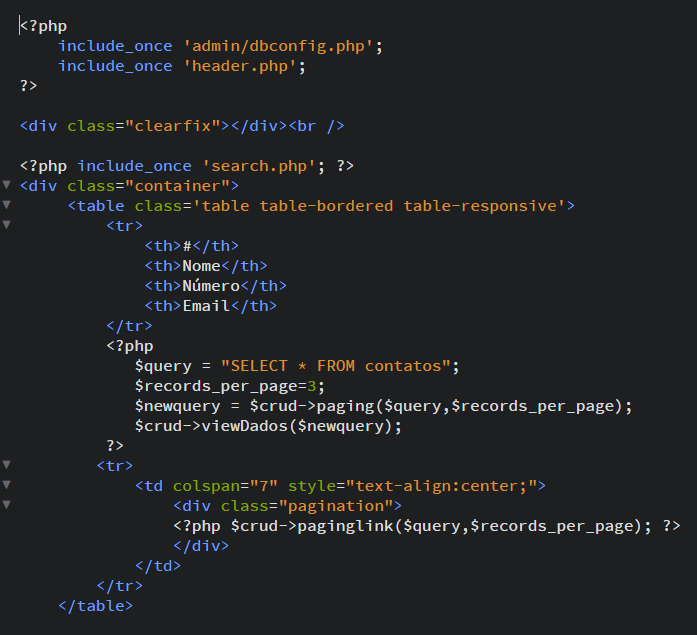 <?php
include_once 'admin/dbconfig.php';
include_once 'header.php';
?>
<div class="clearfix"></div><br />
<?php include_once 'search.php'; ?>
<div class="container">
<table class='table table-bordered table-responsive'>
<tr>
<th>#</th>
<th>Nome</th>
<th>Número</th>
<th>Email</th>
</tr>
<?php
$query = "SELECT * FROM contatos";
$records_per_page=3;
$newquery = $crud->paging($query,$records_per_page);
$crud->viewDados($newquery);
?>
<tr>
<td colspan="7" style="text-align:center;">
<div class="pagination">
<?php $crud->paginglink($query,$records_per_page); ?>
</div>
</td>
</tr>
</table>